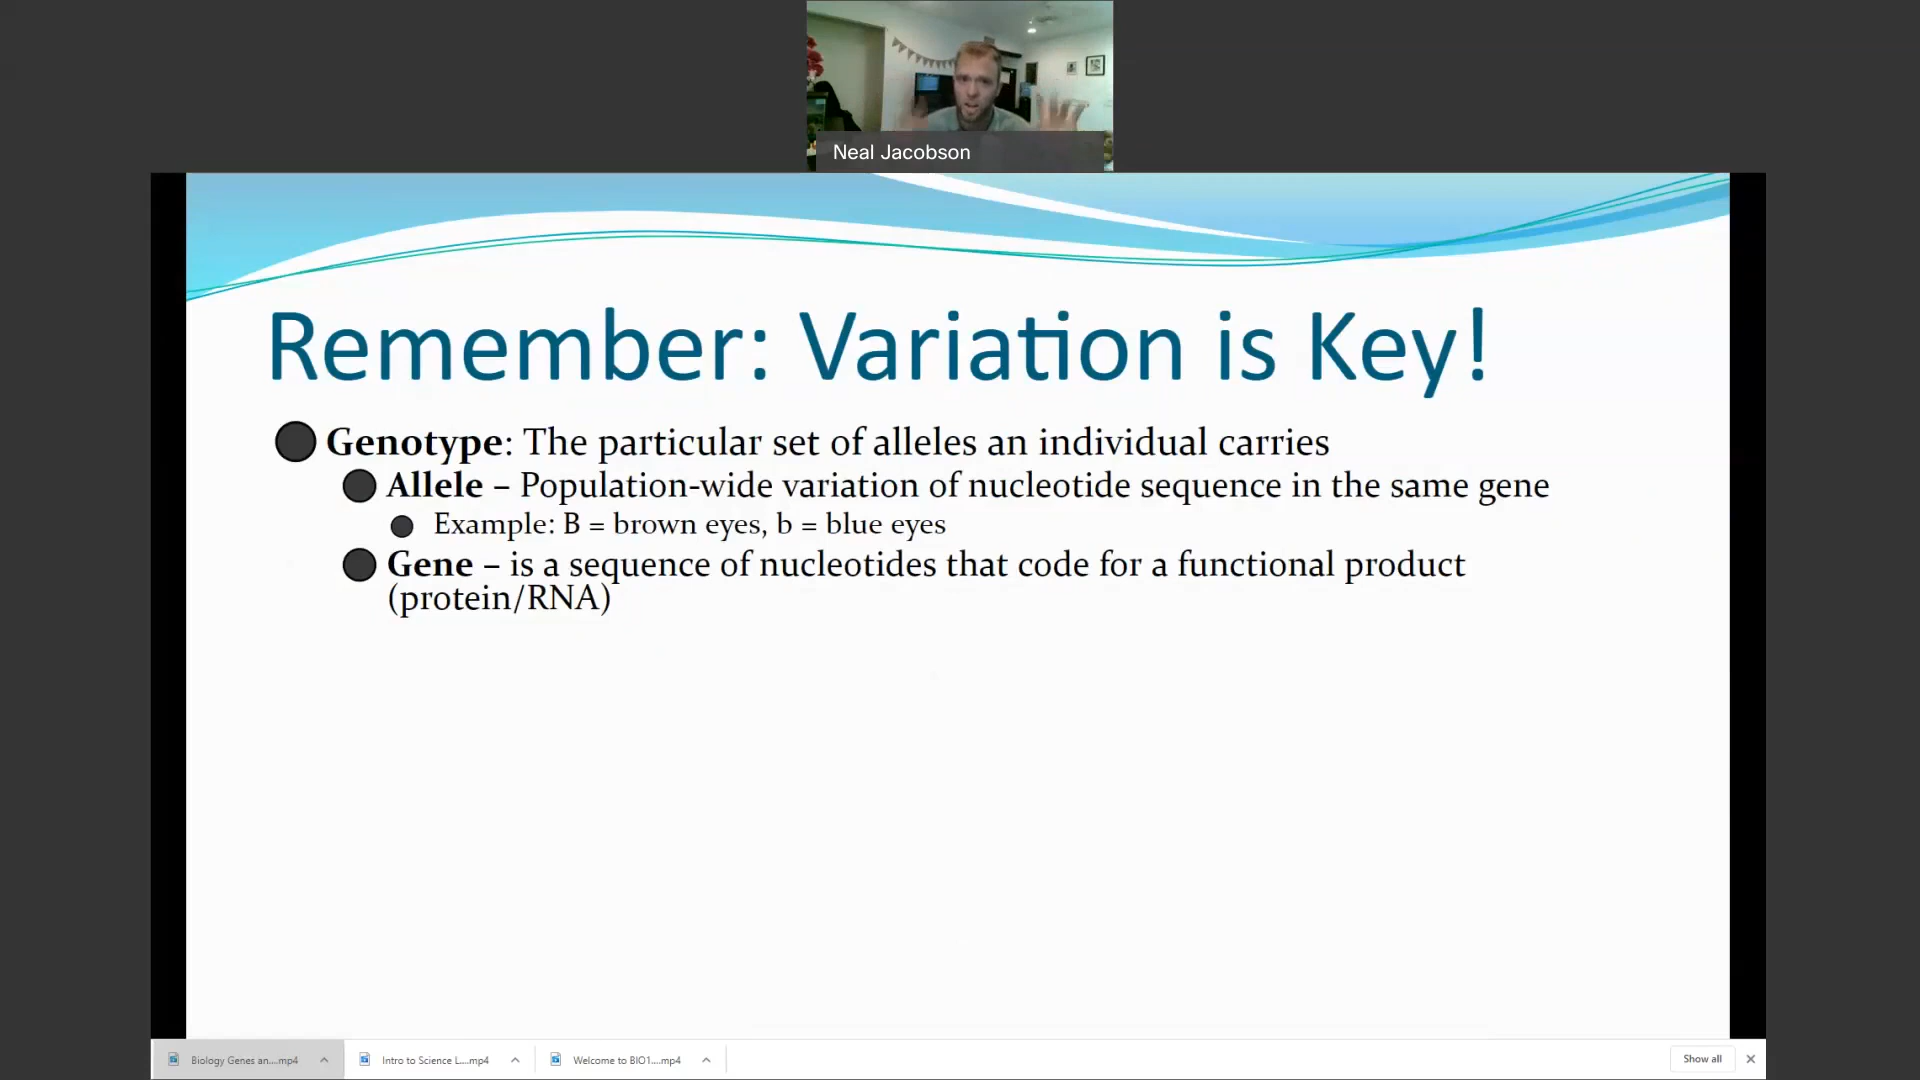 Neal Jacobson
Remember: Variation is Key!
Genotype: The particular set of alleles an individual carries
Allele – Population-wide variation of nucleotide sequence in the same gene
Example: B = brown eyes, b = blue eyes
Gene – is a sequence of nucleotides that code for a functional product
(protein/RNA)
Biology Genes an....mp4
Intro to Science L....mp4
Welcome to BIO1....mp4
Show all